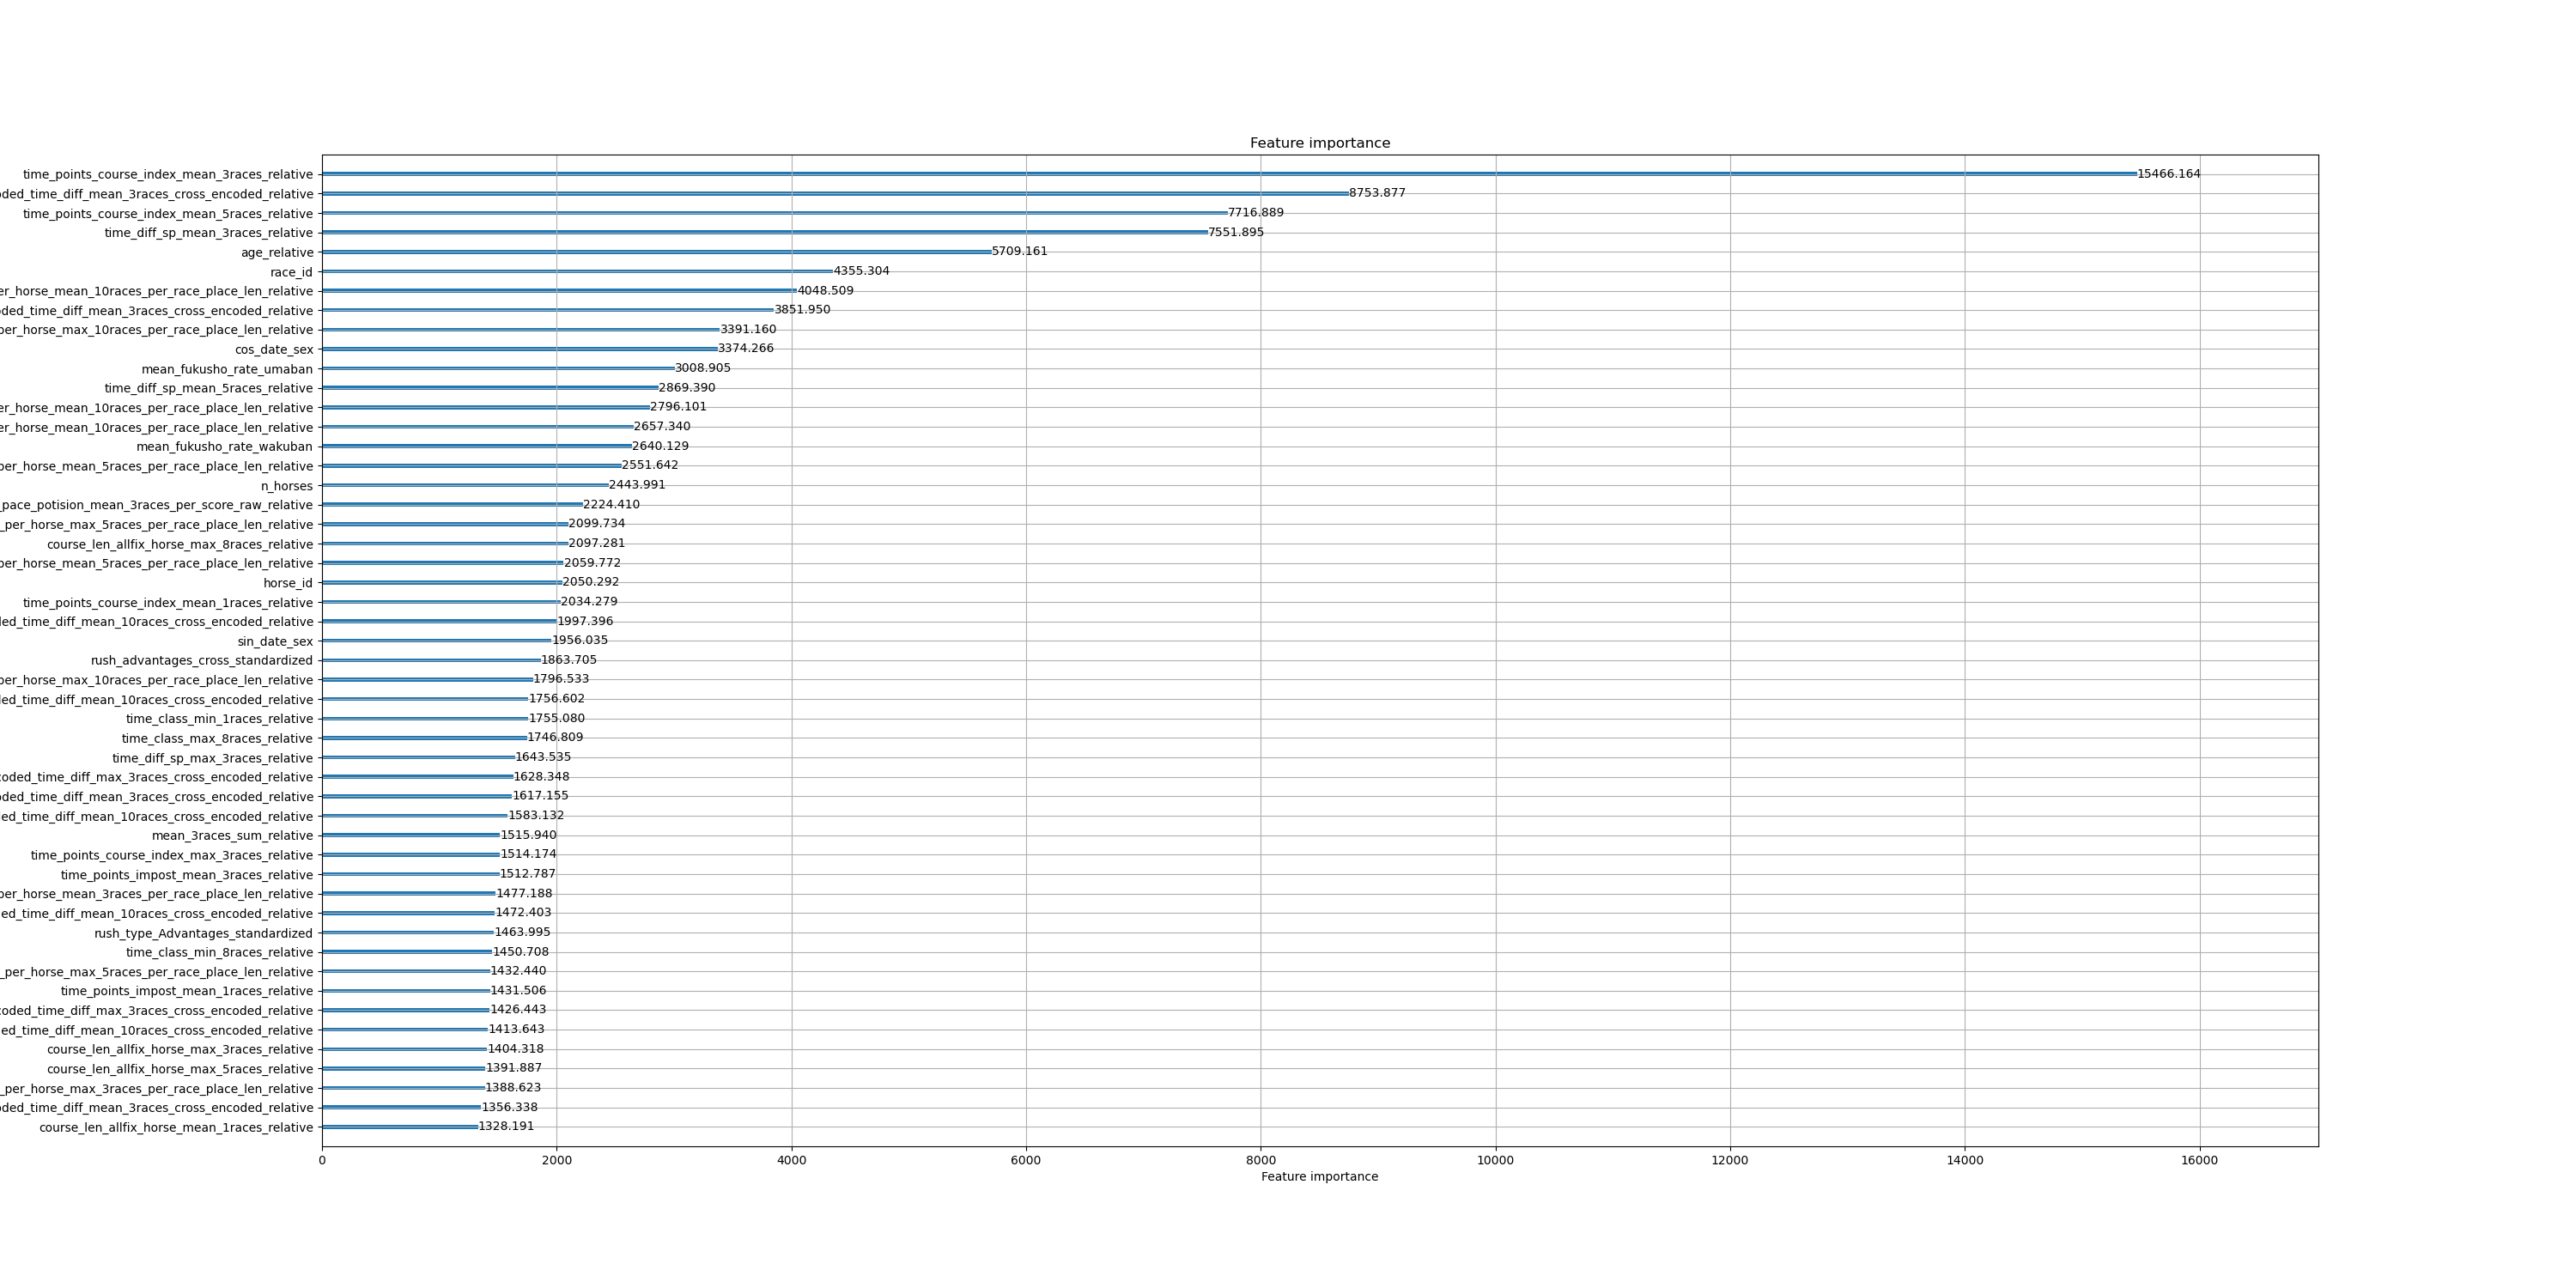 Feature importance
time_points_course_index_mean_3races_relative 15466.164
ded_time_diff_mean_3races_cross_encoded_relative 8753.877
time_points_course_index_mean_5races_relative 7716.889
time_diff_sp_mean_3races_relative 7551.895
age_relative 5709.161
race_id 4355.304
er_horse_mean_10races_per_race_place_len_relative 4048.509
ded_time_diff_mean_3races_cross_encoded_relative 3851.950
per_horse_max_10races_per_race_place_len_relative 3391.160
cos_date_sex 3374.266
mean_fukusho_rate_umaban 3008.905
time_diff_sp_mean_5races_relative 2869.390
er_horse_mean_10races_per_race_place_len_relative 2796.101
er_horse_mean_10races_per_race_place_len_relative 2657.340
mean_fukusho_rate_wakuban 2640.129
per_horse_mean_5races_per_race_place_len_relative 2551.642
n_horses 2443.991
_pace_potision_mean_3races_per_score_raw_relative 2224.410
_per_horse_max_5races_per_race_place_len_relative 2099.734
course_len_allfix_horse_max_8races_relative 2097.281
per_horse_mean_5races_per_race_place_len_relative 2059.772
horse_id 2050.292
time_points_course_index_mean_1races_relative 2034.279
led_time_diff_mean_10races_cross_encoded_relative 1997.396
sin_date_sex 1956.035
rush_advantages_cross_standardized 1863.705
per_horse_max_10races_per_race_place_len_relative 1796.533
led_time_diff_mean_10races_cross_encoded_relative 1756.602
time_class_min_1races_relative 1755.080
time_class_max_8races_relative 1746.809
time_diff_sp_max_3races_relative 1643.535
coded_time_diff_max_3races_cross_encoded_relative 1628.348
ded_time_diff_mean_3races_cross_encoded_relative 1617.155
ed_time_diff_mean_10races_cross_encoded_relative 1583.132
mean_3races_sum_relative 1515.940
time_points_course_index_max_3races_relative 1514.174
time_points_impost_mean_3races_relative 1512.787
per_horse_mean_3races_per_race_place_len_relative 1477.188
ed_time_diff_mean_10races_cross_encoded_relative 1472.403
rush_type_Advantages_standardized 1463.995
time_class_min_8races_relative 1450.708
_per_horse_max_5races_per_race_place_len_relative 1432.440
time_points_impost_mean_1races_relative 1431.506
coded_time_diff_max_3races_cross_encoded_relative 1426.443
ed_time_diff_mean_10races_cross_encoded_relative 1413.643
course_len_allfix_horse_max_3races_relative 1404.318
course_len_allfix_horse_max_5races_relative 1391.887
_per_horse_max_3races_per_race_place_len_relative 1388.623
ded_time_diff_mean_3races_cross_encoded_relative 1356.338
course_len_allfix_horse_mean_1races_relative 1328.191
0 2000 4000 6000 8000 10000 12000 14000 16000
Feature importance